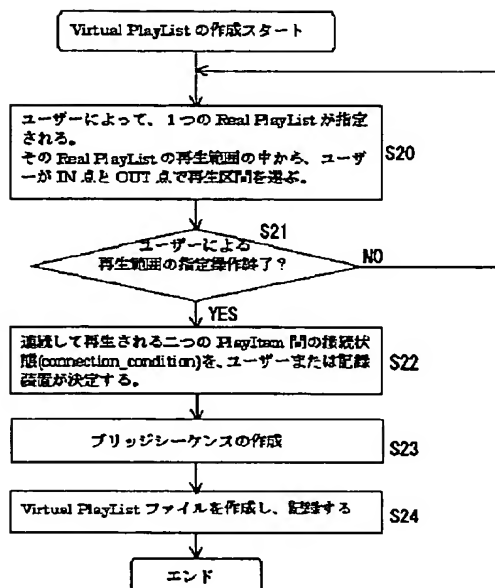 Virtual PlayList の作成スタート
ユーザーによって、1つの Real PlayList が指定
される。
その Real PlayList の再生範囲の中から、ユーザ
ーが IN 点と OUT 点で再生区間を選ぶ。
S20
S21
ユーザーによる
再生範囲の指定操作終了？
NO
YES
連続して再生される二つの PlayItem 間の接続状
態(connection_condition)を、ユーザーまたは記録
装置が決定する。
S22
ブリッジシーケンスの作成
S23
Virtual PlayList ファイルを作成し、記録する
S24
エンド